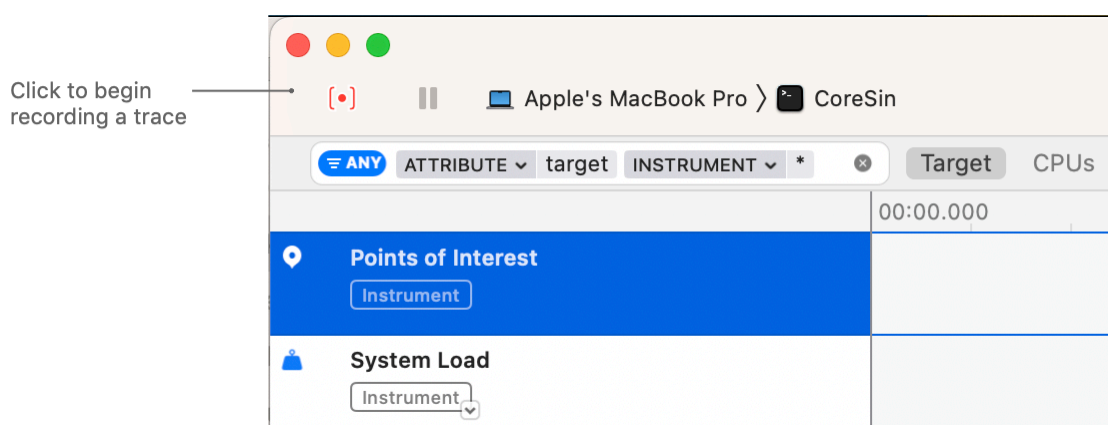 Click to begin
recording a trace
Apple's MacBook Pro 〉 CoreSin
ANY ATTRIBUTE target INSTRUMENT * Target CPUs
00:00.000
Points of Interest
Instrument
System Load
Instrument